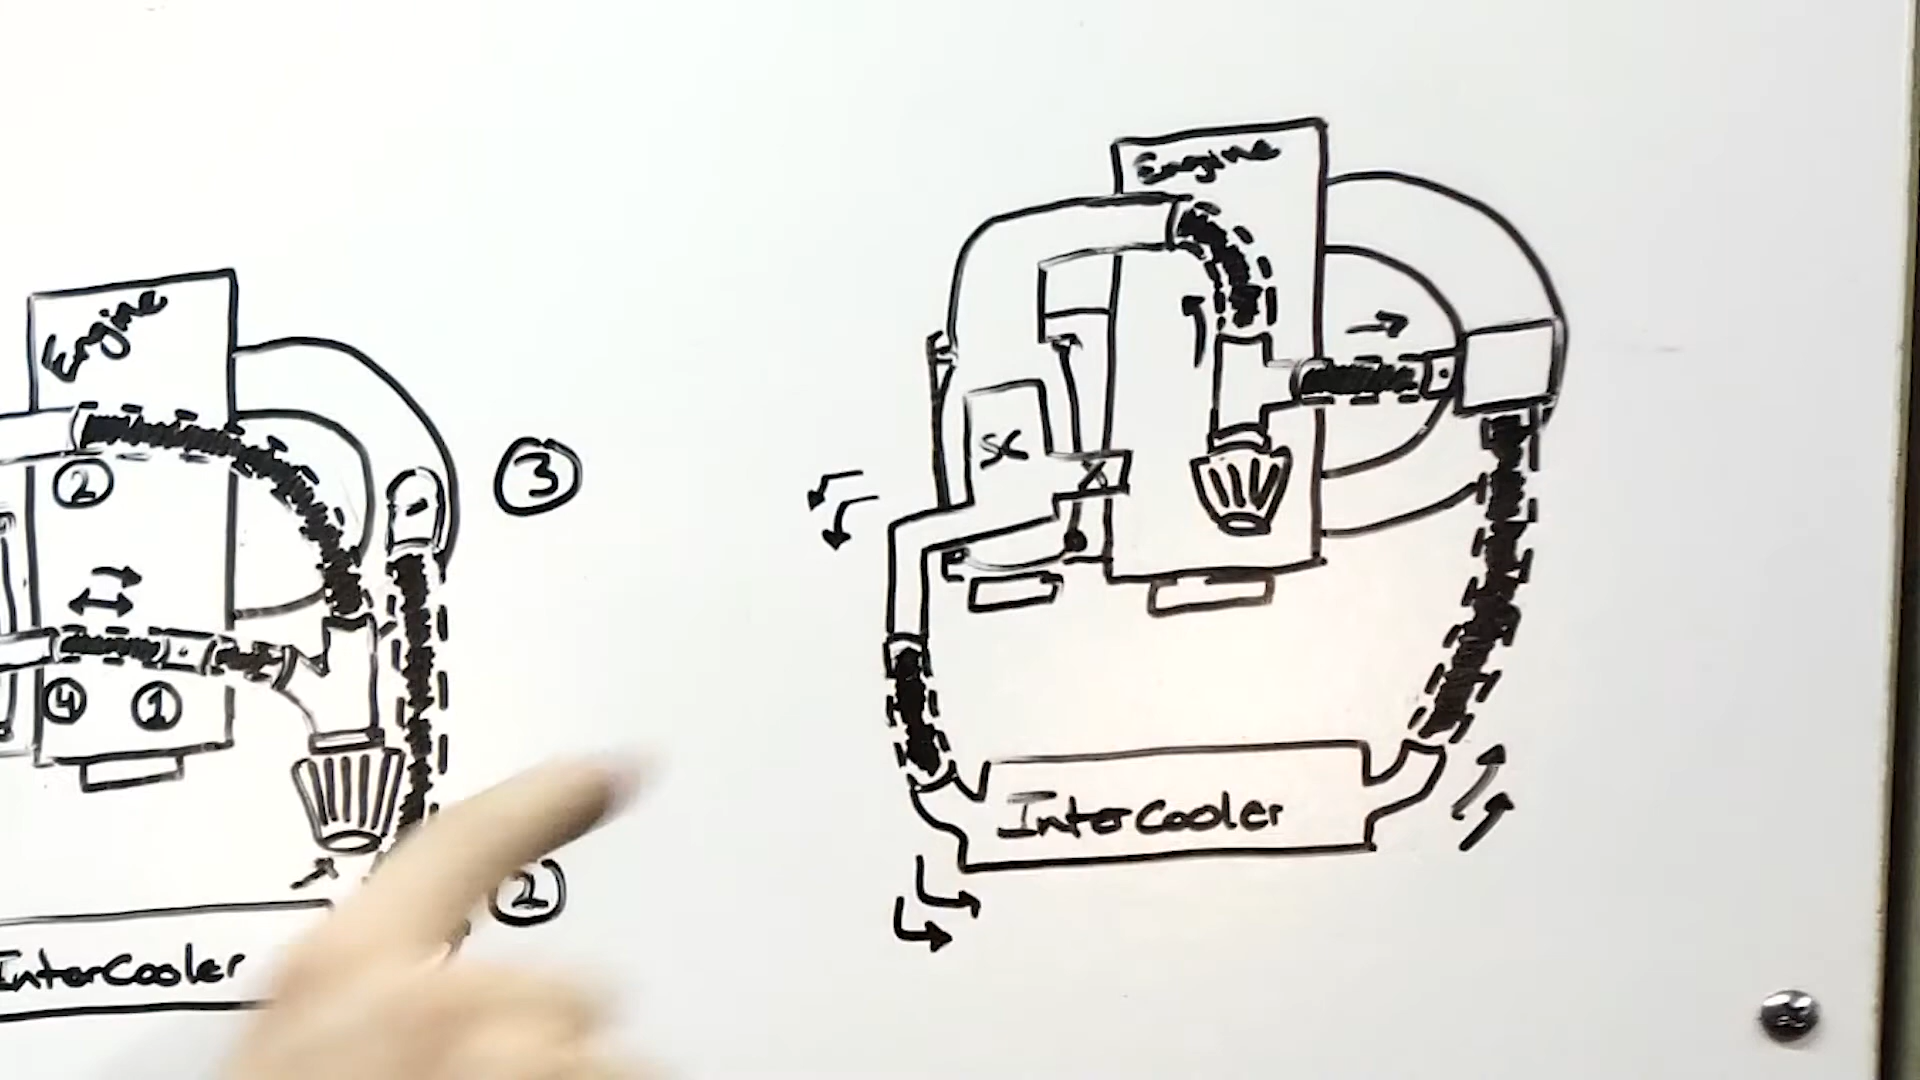 Engine
②
④ ①
③
②
InterCooler
Engine
SC
InterCooler